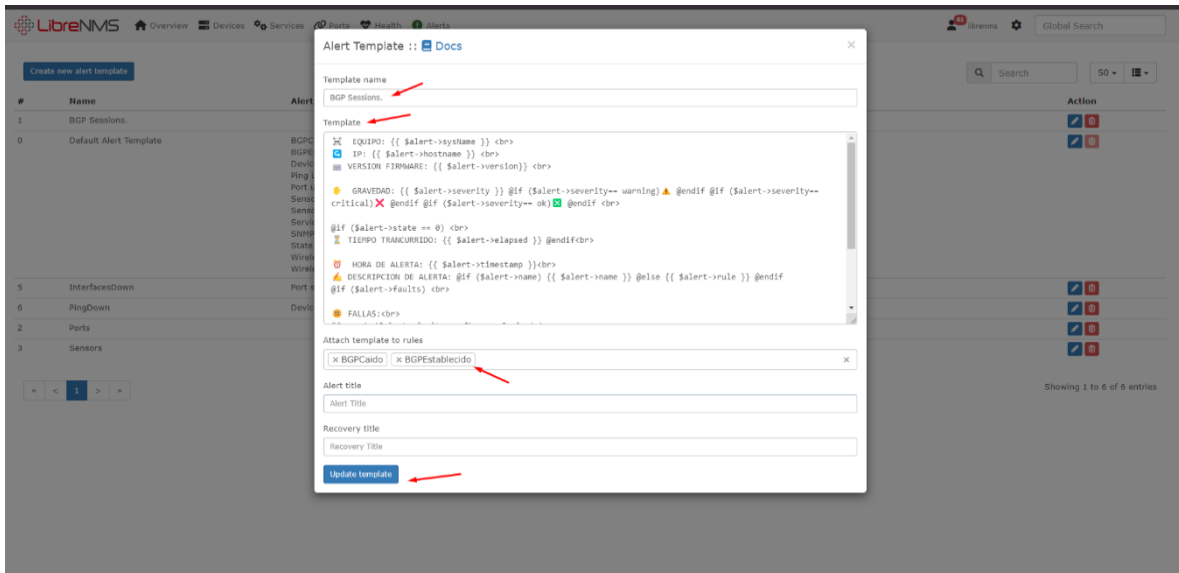 LibreNMS Overview Devices Services Ports Health Alerts librenms Global Search
Alert Template :: Docs ×
Create new alert template
Search 50
Template name
BGP Sessions.
# Name Alert Action
1 BGP Sessions.
0 Default Alert Template
BGPC
BGPE
Devic
Ping
Port u
Senso
Senso
Servic
SNMP
State
Wirel
Wirel
Template
EQUIPO: {{ $alert->sysName }} <br>
IP: {{ $alert->hostname }} <br>
VERSION FIRMWARE: {{ $alert->version}} <br>
GRAVEDAD: {{ $alert->severity }} @if ($alert->severity== warning)⚠ @endif @if ($alert->severity==
critical)❌ @endif @if ($alert->severity== ok)❎ @endif <br>
@if ($alert->state == 0) <br>
TIEMPO TRANCURRIDO: {{ $alert->elapsed }} @endif<br>
HORA DE ALERTA: {{ $alert->timestamp }}<br>
DESCRIPCION DE ALERTA: @if ($alert->name) {{ $alert->name }} @else {{ $alert->rule }} @endif
@if ($alert->faults) <br>
FALLAS:<br>
5 InterfacesDown Port s
6 PingDown Devic
2 Ports
3 Sensors
Attach template to rules
× BGPCaido × BGPEstablecido ×
« < 1 > »
Showing 1 to 6 of 6 entries
Alert title
Alert Title
Recovery title
Recovery Title
Update template